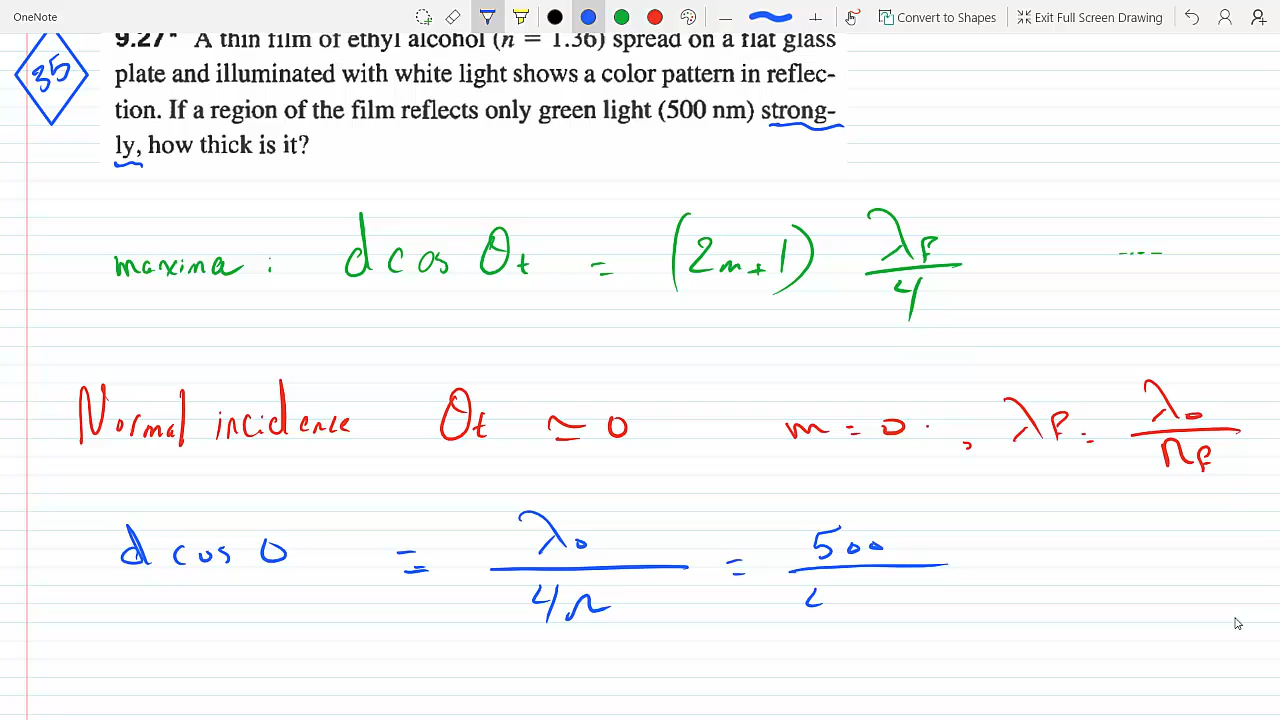 OneNote
Convert to Shapes
Exit Full Screen Drawing
35
9.27* A thin film of ethyl alcohol (n = 1.36) spread on a flat glass
plate and illuminated with white light shows a color pattern in reflec-
tion. If a region of the film reflects only green light (500 nm) strong-
ly, how thick is it?
maxima : d cos θt = (2m+1) λf/4 ----
Normal incidence θt ≃ 0 m = 0 . , λf = λ0/nf
d cos 0 = λ0/4n = 500